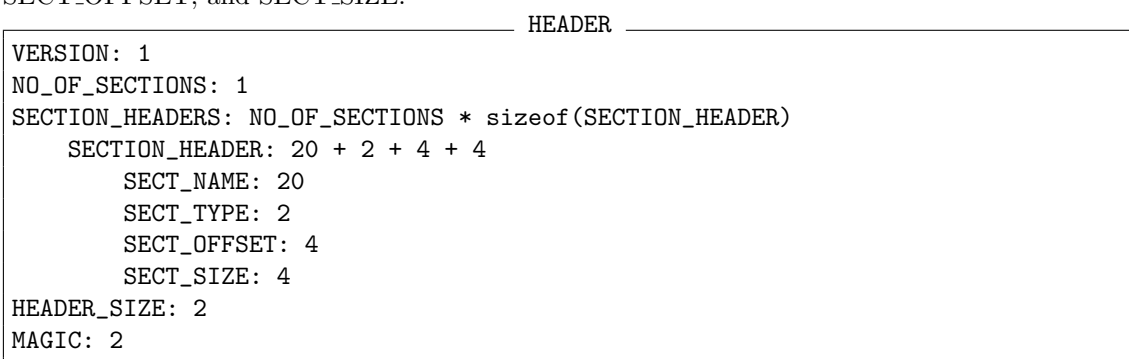 SECT_OFFSET, and SECT_SIZE.
HEADER
VERSION: 1
NO_OF_SECTIONS: 1
SECTION_HEADERS: NO_OF_SECTIONS * sizeof(SECTION_HEADER)
SECTION_HEADER: 20 + 2 + 4 + 4
SECT_NAME: 20
SECT_TYPE: 2
SECT_OFFSET: 4
SECT_SIZE: 4
HEADER_SIZE: 2
MAGIC: 2